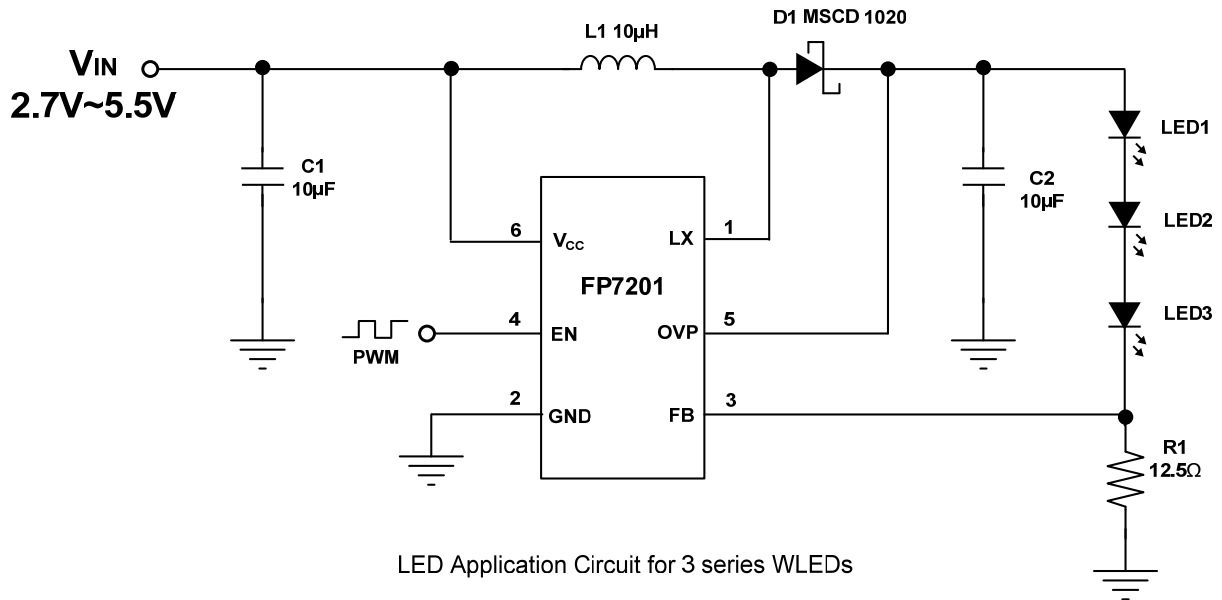 D1 MSCD 1020
L1 10µH
VIN
2.7V~5.5V
C1
10µF
C2
10µF
LED1
LED2
LED3
6
VCC
LX
1
FP7201
4
EN
OVP
5
PWM
2
GND
FB
3
R1
12.5Ω
LED Application Circuit for 3 series WLEDs